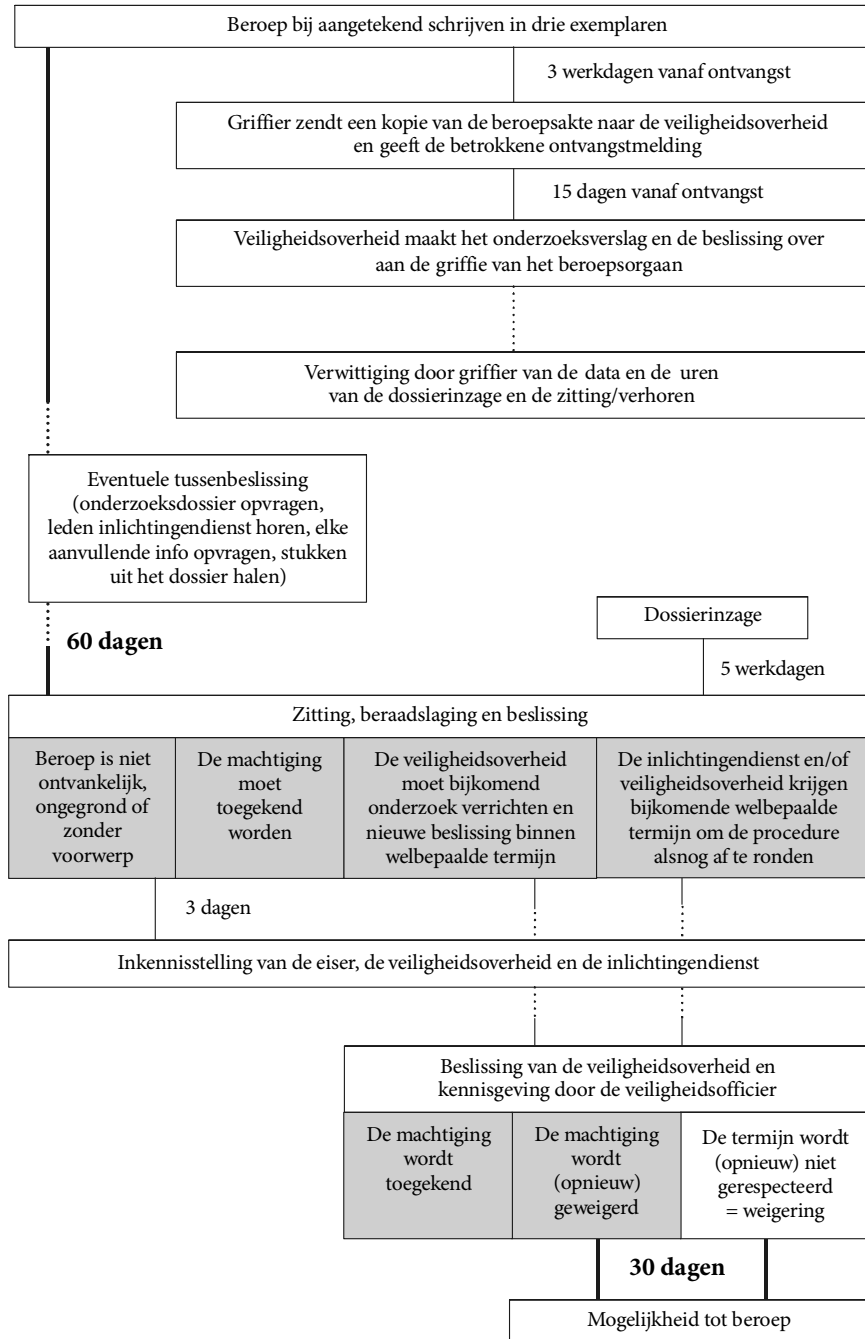 Beroep bij aangetekend schrijven in drie exemplaren
3 werkdagen vanaf ontvangst
Griffier zendt een kopie van de beroepsakte naar de veiligheidsoverheid
en geeft de betrokkene ontvangstmelding
15 dagen vanaf ontvangst
Veiligheidsoverheid maakt het onderzoeksverslag en de beslissing over
aan de griffie van het beroepsorgaan
Verwittiging door griffier van de data en de uren
van de dossierinzage en de zitting/verhoren
Eventuele tussenbeslissing
(onderzoeksdossier opvragen,
leden inlichtingendienst horen, elke
aanvullende info opvragen, stukken
uit het dossier halen)
Dossierinzage
60 dagen
5 werkdagen
Zitting, beraadslaging en beslissing
Beroep is niet
ontvankelijk,
ongegrond of
zonder
voorwerp
De machtiging
moet
toegekend
worden
De veiligheidsoverheid
moet bijkomend
onderzoek verrichten en
nieuwe beslissing binnen
welbepaalde termijn
De inlichtingendienst en/of
veiligheidsoverheid krijgen
bijkomende welbepaalde
termijn om de procedure
alsnog af te ronden
3 dagen
Inkennisstelling van de eiser, de veiligheidsoverheid en de inlichtingendienst
Beslissing van de veiligheidsoverheid en
kennisgeving door de veiligheidsofficier
De machtiging
wordt
toegekend
De machtiging
wordt
(opnieuw)
geweigerd
De termijn wordt
(opnieuw) niet
gerespecteerd
= weigering
30 dagen
Mogelijkheid tot beroep